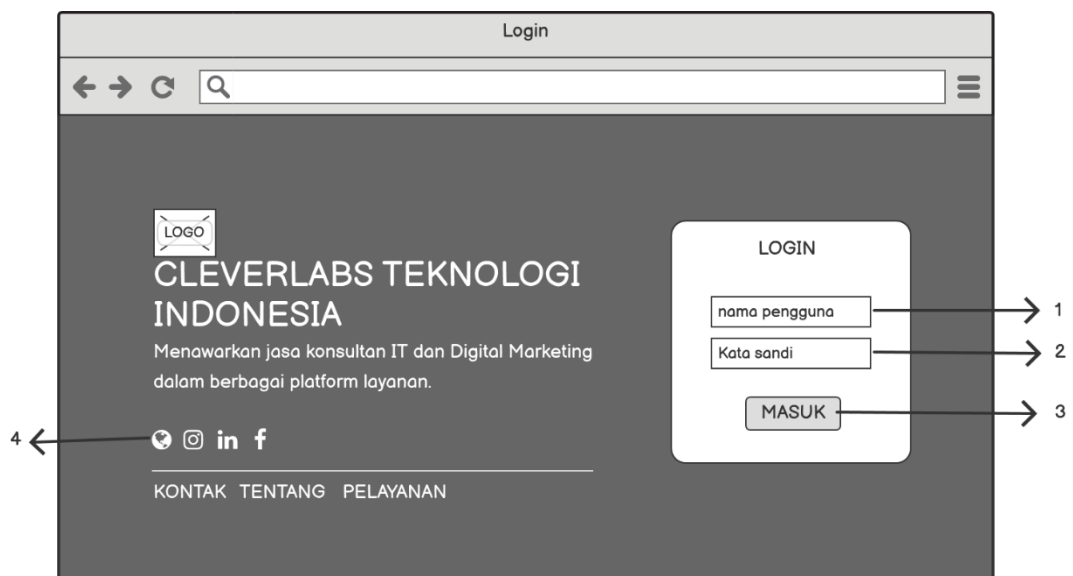 Login
LOGO
CLEVERLABS TEKNOLOGI
INDONESIA
Menawarkan jasa konsultan IT dan Digital Marketing
dalam berbagai platform layanan.
4
KONTAK TENTANG PELAYANAN
LOGIN
nama pengguna
1
Kata sandi
2
MASUK
3